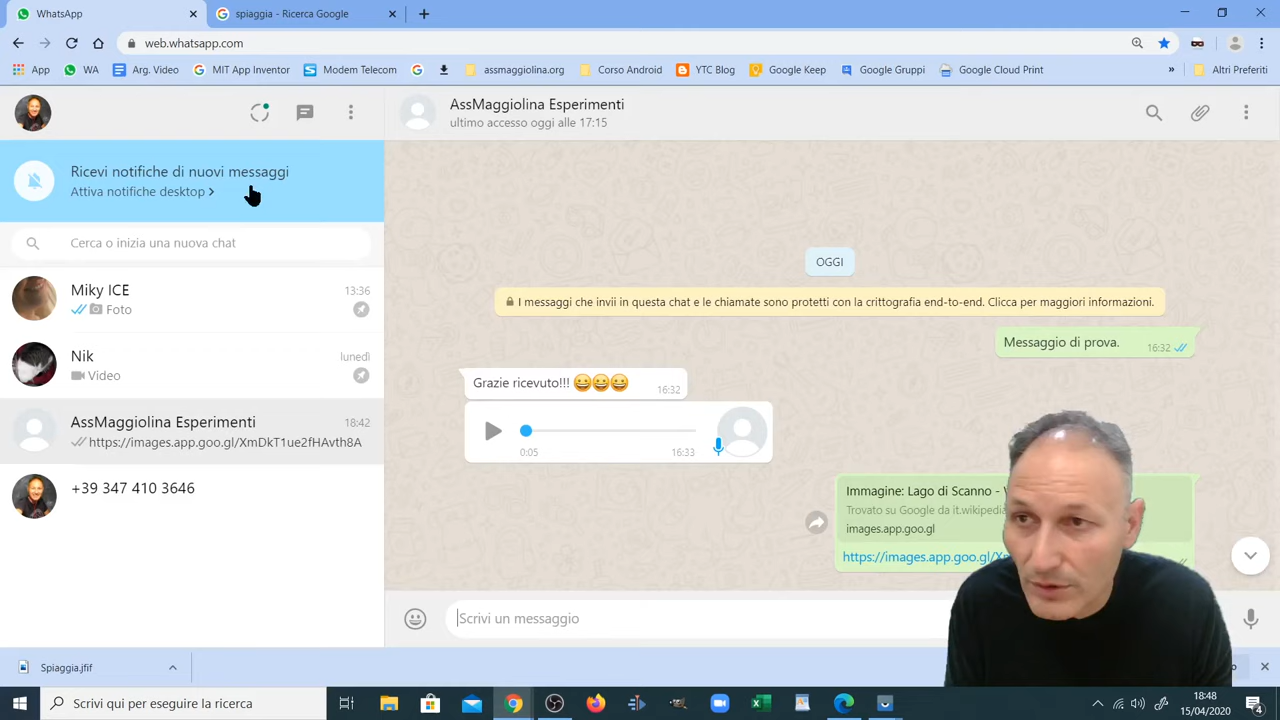 WhatsApp
spiaggia - Ricerca Google
web.whatsapp.com
App WA Arg. Video MIT App Inventor Modem Telecom assmaggiolina.org Corso Android YTC Blog Google Keep Google Gruppi Google Cloud Print » Altri Preferiti
AssMaggiolina Esperimenti
ultimo accesso oggi alle 17:15
Ricevi notifiche di nuovi messaggi
Attiva notifiche desktop >
Cerca o inizia una nuova chat
Miky ICE 13:36
Foto
Nik lunedì
Video
AssMaggiolina Esperimenti 18:42
https://images.app.goo.gl/XmDkT1ue2fHAvth8A
+39 347 410 3646
OGGI
I messaggi che invii in questa chat e le chiamate sono protetti con la crittografia end-to-end. Clicca per maggiori informazioni.
Messaggio di prova. 16:32
Grazie ricevuto!!! 😀😀😀 16:32
0:05 16:33
Immagine: Lago di Scanno -
Trovato su Google da it.wikipedia
images.app.goo.gl
https://images.app.goo.gl/X
Scrivi un messaggio
Spiaggia.jfif
Scrivi qui per eseguire la ricerca
18:48
15/04/2020